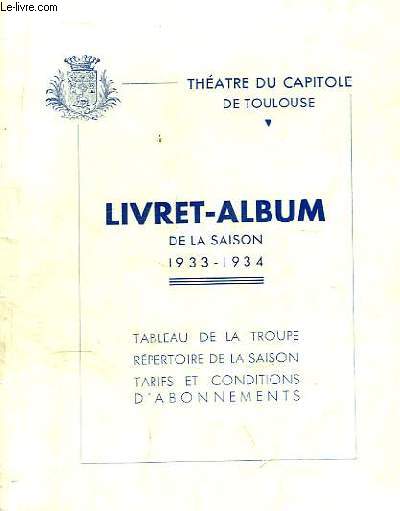 Le-livre.com
THÉATRE DU CAPITOLE
DE TOULOUSE
LIVRET-ALBUM
DE LA SAISON
1933-1934
TABLEAU DE LA TROUPE
RÉPERTOIRE DE LA SAISON
TARIFS ET CONDITIONS
D'ABONNEMENTS